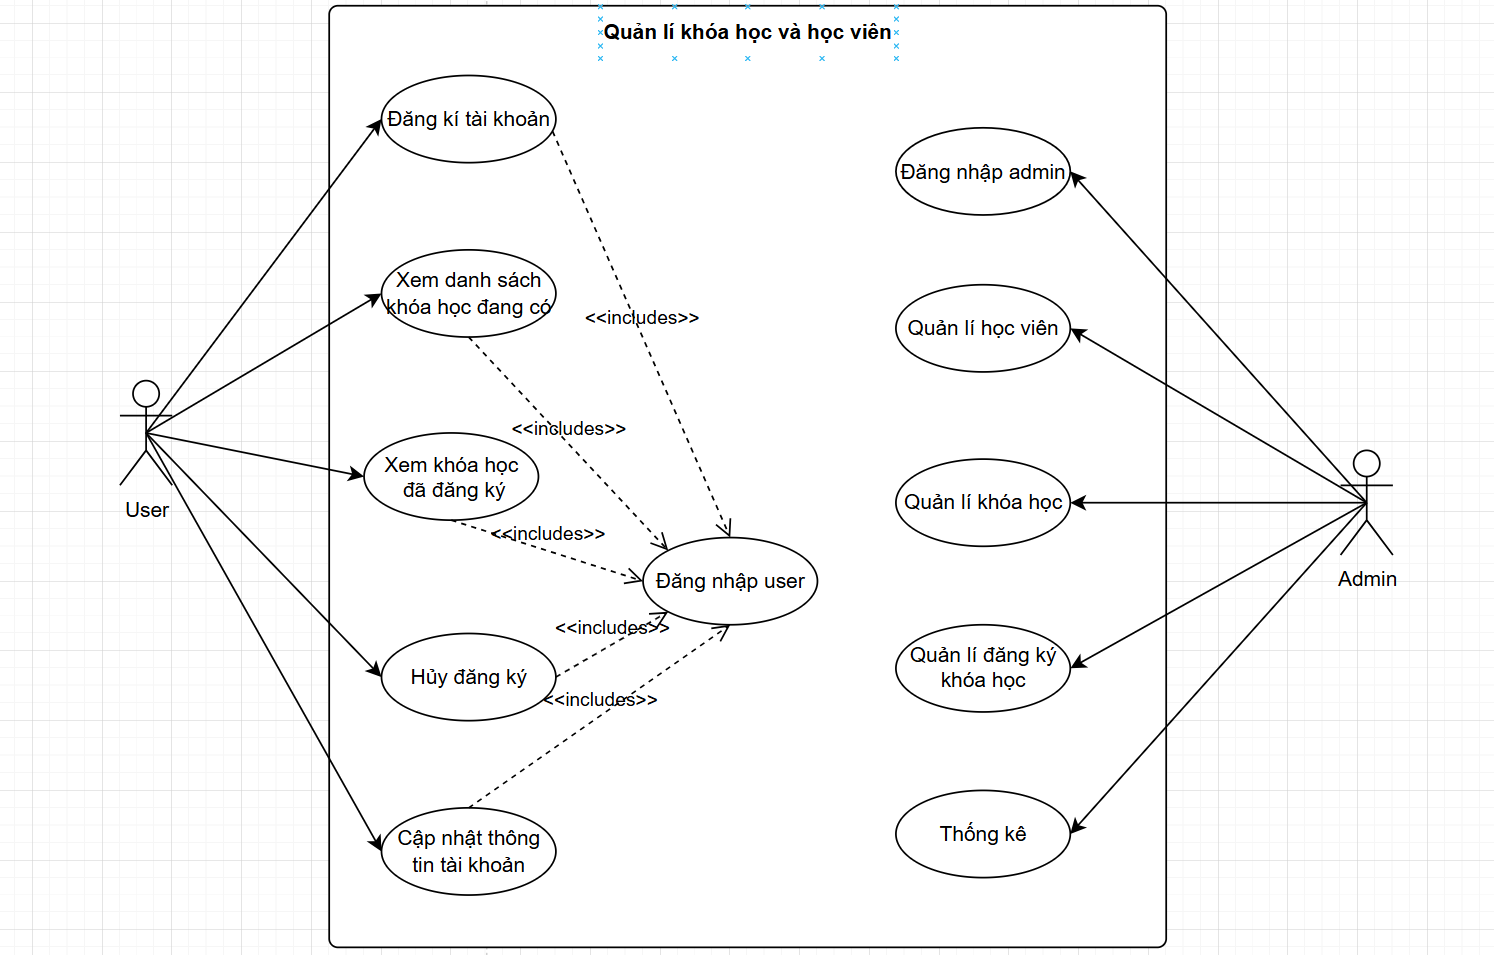 Quản lí khóa học và học viên
Đăng kí tài khoản
Đăng nhập admin
Xem danh sách
khóa học đang có
<<includes>>
Quản lí học viên
<<includes>>
Xem khóa học
đã đăng ký
Quản lí khóa học
User
<<includes>>
Admin
Đăng nhập user
<<includes>>
Quản lí đăng ký
khóa học
Hủy đăng ký
<<includes>>
Cập nhật thông
tin tài khoản
Thống kê